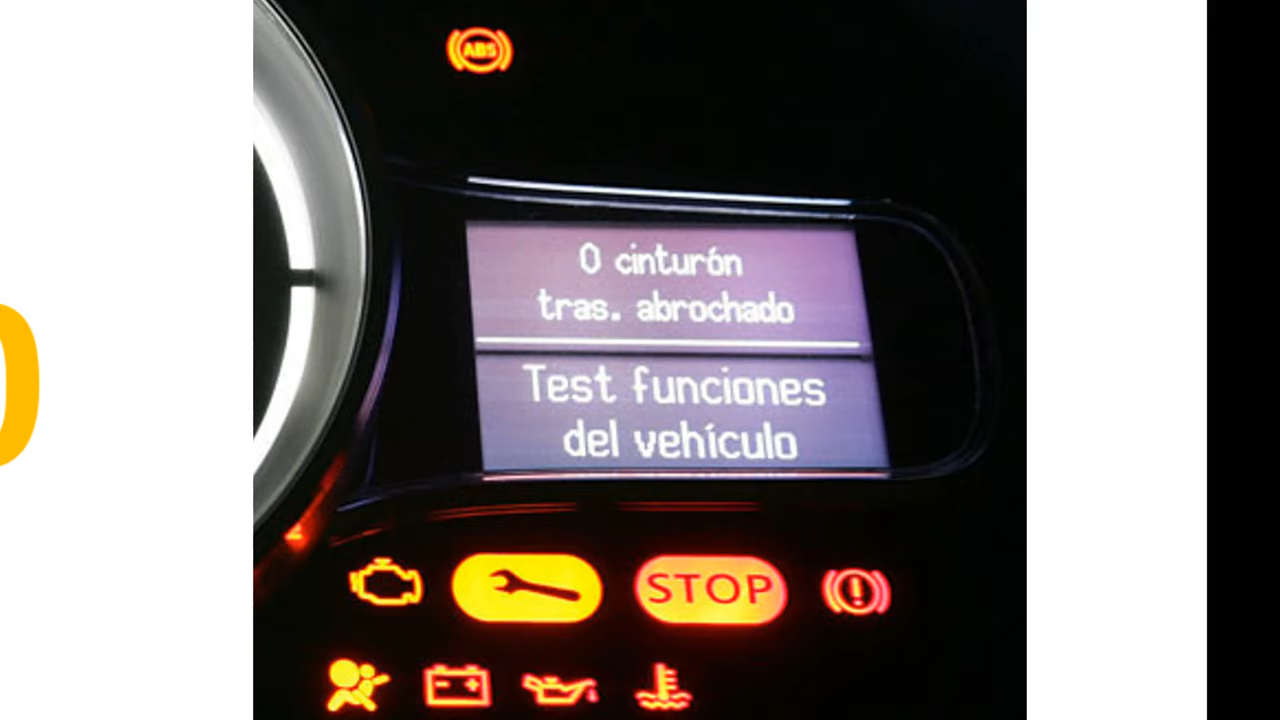 ABS
0 cinturón
tras. abrochado
Test funciones
del vehículo
STOP